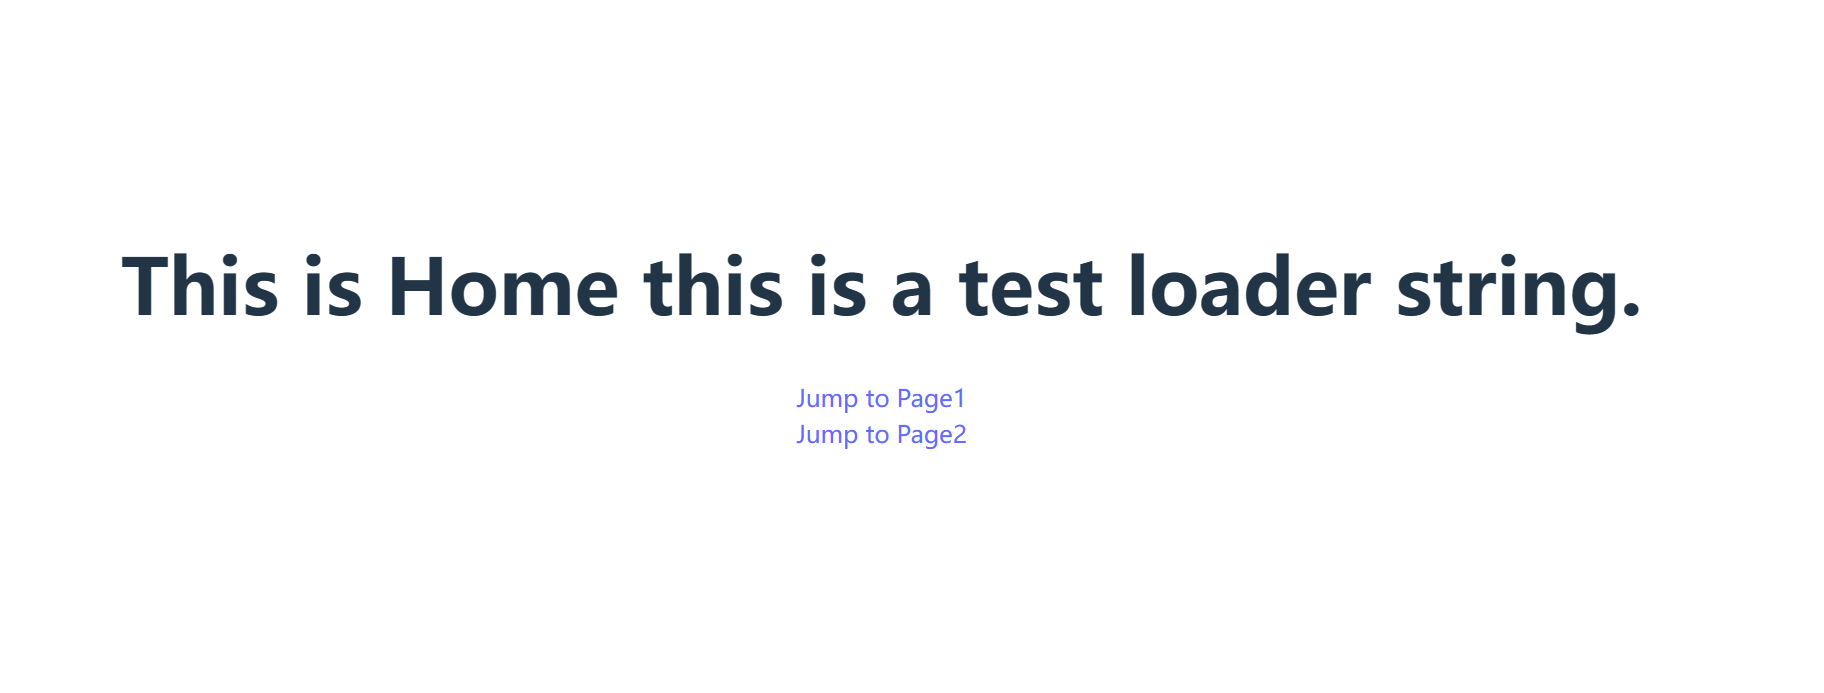 This is Home this is a test loader string.
Jump to Page1
Jump to Page2